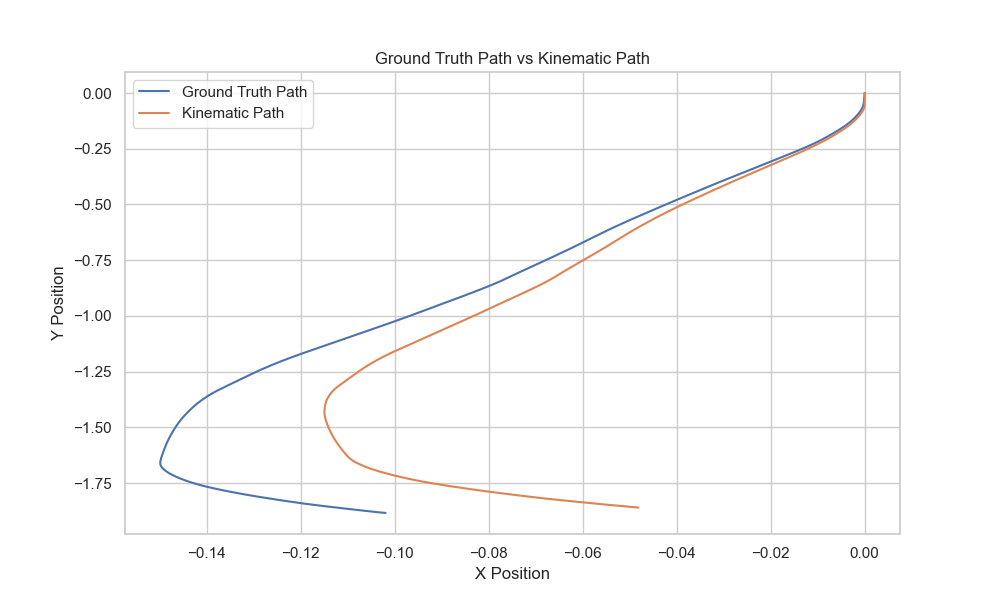 Ground Truth Path vs Kinematic Path
Ground Truth Path
Kinematic Path
0.00
−0.25
−0.50
−0.75
−1.00
−1.25
−1.50
−1.75
Y Position
−0.14 −0.12 −0.10 −0.08 −0.06 −0.04 −0.02 0.00
X Position